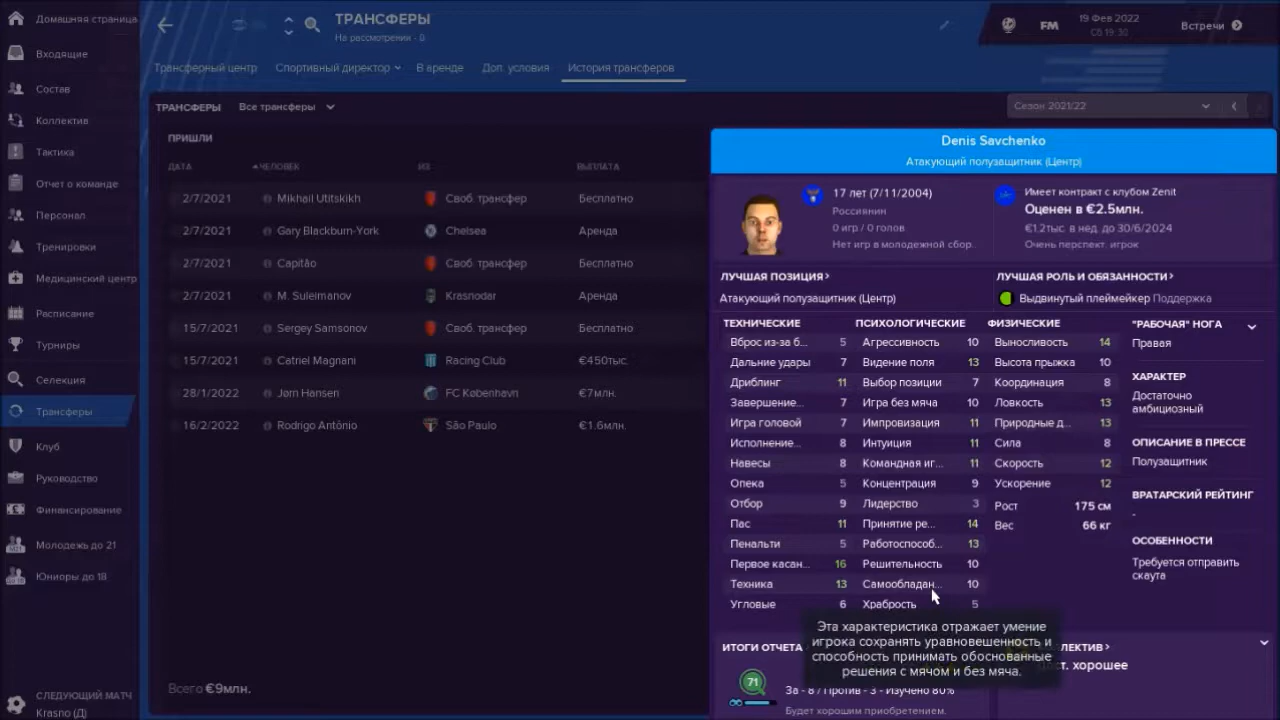 Домашняя страница
Входящие
Состав
Коллектив
Тактика
Отчет о команде
Персонал
Тренировки
Медицинский центр
Расписание
Турниры
Селекция
Трансферы
Клуб
Руководство
Финансирование
Молодежь до 21
Юниоры до 18
СЛЕДУЮЩИЙ МАТЧ
Krasno (Д)
ТРАНСФЕРЫ
На рассмотрении - 0
FM
19 Фев 2022
Сб 19:30
Встречи
Трансферный центр Спортивный директор В аренде Доп. условия История трансферов
ТРАНСФЕРЫ Все трансферы
Сезон 2021/22
ПРИШЛИ
ДАТА ЧЕЛОВЕК ИЗ ВЫПЛАТА
2/7/2021 Mikhail Utitskikh Своб. трансфер Бесплатно
2/7/2021 Gary Blackburn-York Chelsea Аренда
2/7/2021 Capitão Своб. трансфер Бесплатно
2/7/2021 M. Suleimanov Krasnodar Аренда
15/7/2021 Sergey Samsonov Своб. трансфер Бесплатно
15/7/2021 Catriel Magnani Racing Club €450тыс.
28/1/2022 Jørn Hansen FC København €7млн.
16/2/2022 Rodrigo Antônio São Paulo €1.6млн.
Всего €9млн.
Denis Savchenko
Атакующий полузащитник (Центр)
17 лет (7/11/2004)
Россиянин
0 игр / 0 голов
Нет игр в молодежной сбор..
Имеет контракт с клубом Zenit
Оценен в €2.5млн.
€1.2тыс. в нед. до 30/6/2024
Очень перспект. игрок
ЛУЧШАЯ ПОЗИЦИЯ
Атакующий полузащитник (Центр)
ЛУЧШАЯ РОЛЬ И ОБЯЗАННОСТИ
Выдвинутый плеймейкер Поддержка
ТЕХНИЧЕСКИЕ
Вброс из-за б... 5
Дальние удары 7
Дриблинг 11
Завершение... 7
Игра головой 7
Исполнение... 8
Навесы 8
Опека 5
Отбор 9
Пас 11
Пенальти 5
Первое касан... 16
Техника 13
Угловые 6
ПСИХОЛОГИЧЕСКИЕ
Агрессивность 10
Видение поля 13
Выбор позиции 7
Игра без мяча 10
Импровизация 11
Интуиция 11
Командная иг... 11
Концентрация 9
Лидерство 3
Принятие ре... 14
Работоспособ... 13
Решительность 10
Самообладан... 10
Храбрость 5
ФИЗИЧЕСКИЕ
Выносливость 14
Высота прыжка 10
Координация 8
Ловкость 13
Природные д... 13
Сила 8
Скорость 12
Ускорение 12
Рост 175 см
Вес 66 кг
"РАБОЧАЯ" НОГА
Правая
ХАРАКТЕР
Достаточно
амбициозный
ОПИСАНИЕ В ПРЕССЕ
Полузащитник
ВРАТАРСКИЙ РЕЙТИНГ
-
ОСОБЕННОСТИ
Требуется отправить
скаута
Эта характеристика отражает умение
игрока сохранять уравновешенность и
способность принимать обоснованные
решения с мячом и без мяча.
ИТОГИ ОТЧЕТА
71
За - 8 / Против - 3 - Изучено 80%
Будет хорошим приобретением.
хорошее